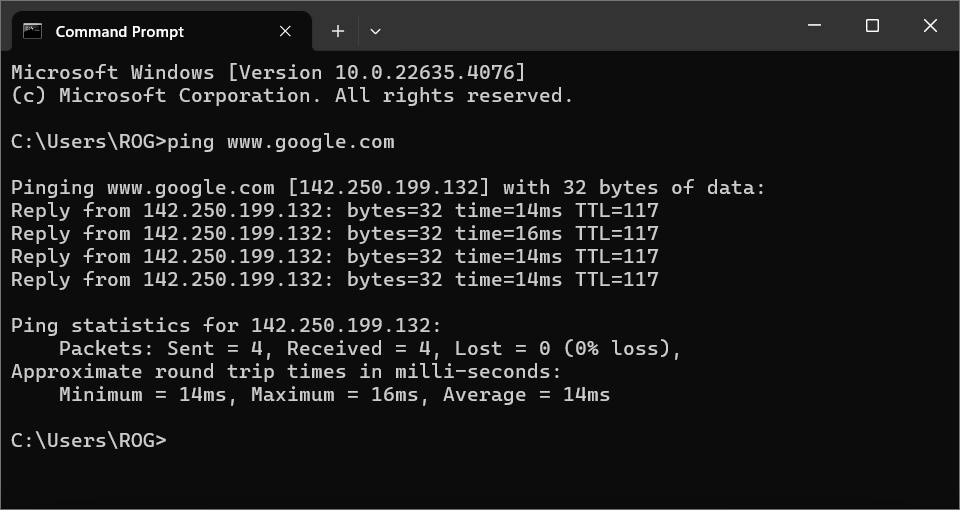 Command Prompt
Microsoft Windows [Version 10.0.22635.4076]
(c) Microsoft Corporation. All rights reserved.
C:\Users\ROG>ping www.google.com
Pinging www.google.com [142.250.199.132] with 32 bytes of data:
Reply from 142.250.199.132: bytes=32 time=14ms TTL=117
Reply from 142.250.199.132: bytes=32 time=16ms TTL=117
Reply from 142.250.199.132: bytes=32 time=14ms TTL=117
Reply from 142.250.199.132: bytes=32 time=14ms TTL=117
Ping statistics for 142.250.199.132:
    Packets: Sent = 4, Received = 4, Lost = 0 (0% loss),
Approximate round trip times in milli-seconds:
    Minimum = 14ms, Maximum = 16ms, Average = 14ms
C:\Users\ROG>